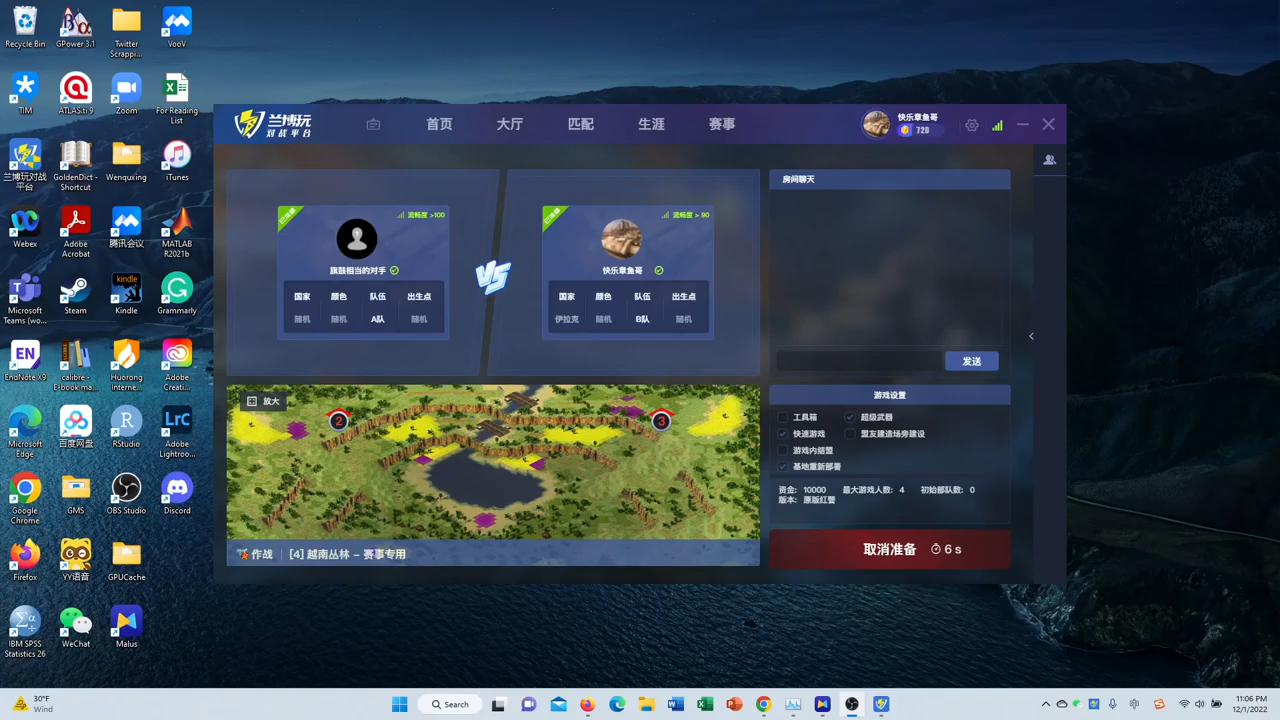 Recycle Bin
GPower 3.1
Twitter Scrappi...
VooV
TIM
ATLAS.ti 9
Zoom
For Reading List
兰博玩对战平台
GoldenDict - Shortcut
Wenquxing
iTunes
Webex
Adobe Acrobat
腾讯会议
MATLAB R2021b
Microsoft Teams (wo...
Steam
kindle
Kindle
Grammarly
EN
EndNote X9
calibre - E-book ma...
Huorong Interne...
Adobe Creati...
Microsoft Edge
百度网盘
R
RStudio
LrC
Adobe Lightroo...
Google Chrome
GMS
OBS Studio
Discord
Firefox
YY语音
GPUCache
IBM SPSS Statistics 26
WeChat
Malus
兰博玩
对战平台
首页
大厅
匹配
生涯
赛事
快乐章鱼哥
720
已准备
流畅度 >100
旗鼓相当的对手
国家 颜色 队伍 出生点
随机 随机 A队 随机
VS
已准备
流畅度 > 90
快乐章鱼哥
国家 颜色 队伍 出生点
伊拉克 随机 B队 随机
房间聊天
发送
放大
2
3
作战 [4] 越南丛林 – 赛事专用
游戏设置
工具箱 超级武器
快速游戏 盟友建造场旁建设
游戏内结盟
基地重新部署
资金: 10000 最大游戏人数: 4 初始部队数: 0
版本: 原版红警
取消准备 6 s
30°F
Wind
Search
11:06 PM
12/1/2022